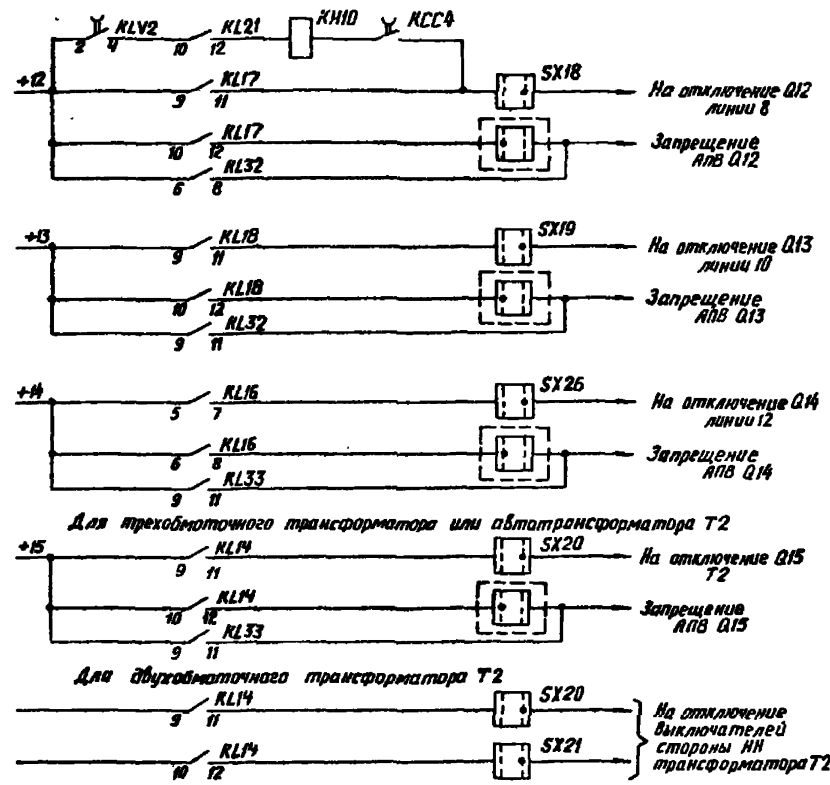 KLV2 KL21 KH10 KCC4
2 4 10 12
+12 KL17 SX18 На отключение Q12
9 11 линии 8
KL17 Запрещение
10 12 АПВ Q12
KL32
6 8
+13 KL18 SX19 На отключение Q13
9 11 линии 10
KL18 Запрещение
10 12 АПВ Q13
KL32
9 11
+14 KL16 SX26 На отключение Q14
5 7 линии 12
KL16 Запрещение
6 8 АПВ Q14
KL33
9 11
Для трехобмоточного трансформатора или автотрансформатора Т2
+15 KL14 SX20 На отключение Q15
9 11 Т2
KL14 Запрещение
10 12 АПВ Q15
KL33
9 11
Для двухобмоточного трансформатора Т2
KL14 SX20 На отключение
9 11 выключателей
KL14 SX21 стороны НН
10 12 трансформатора Т2